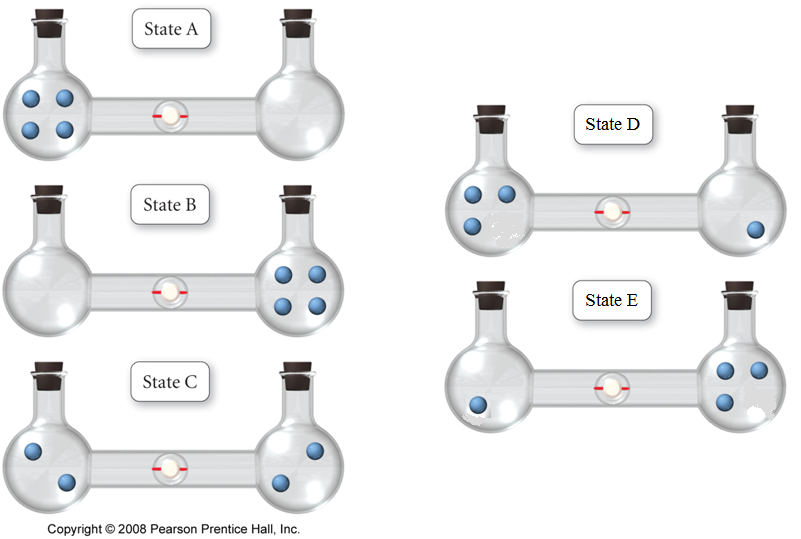 State A
State B
State C
Copyright © 2008 Pearson Prentice Hall, Inc.
State D
State E